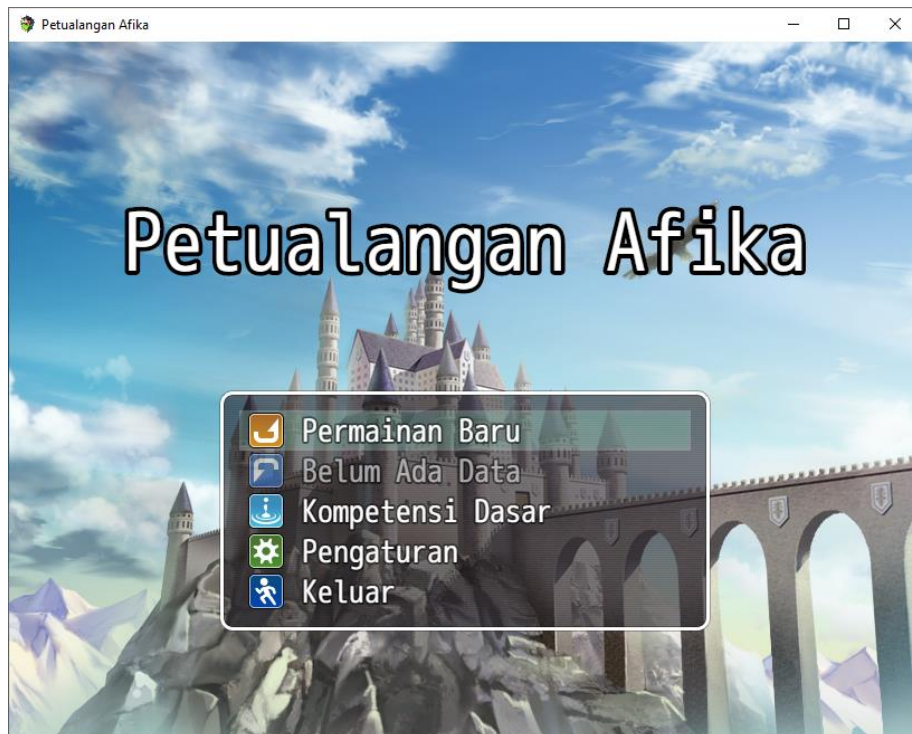 Petualangan Afika
Petualangan Afika
Permainan Baru
Belum Ada Data
Kompetensi Dasar
Pengaturan
Keluar